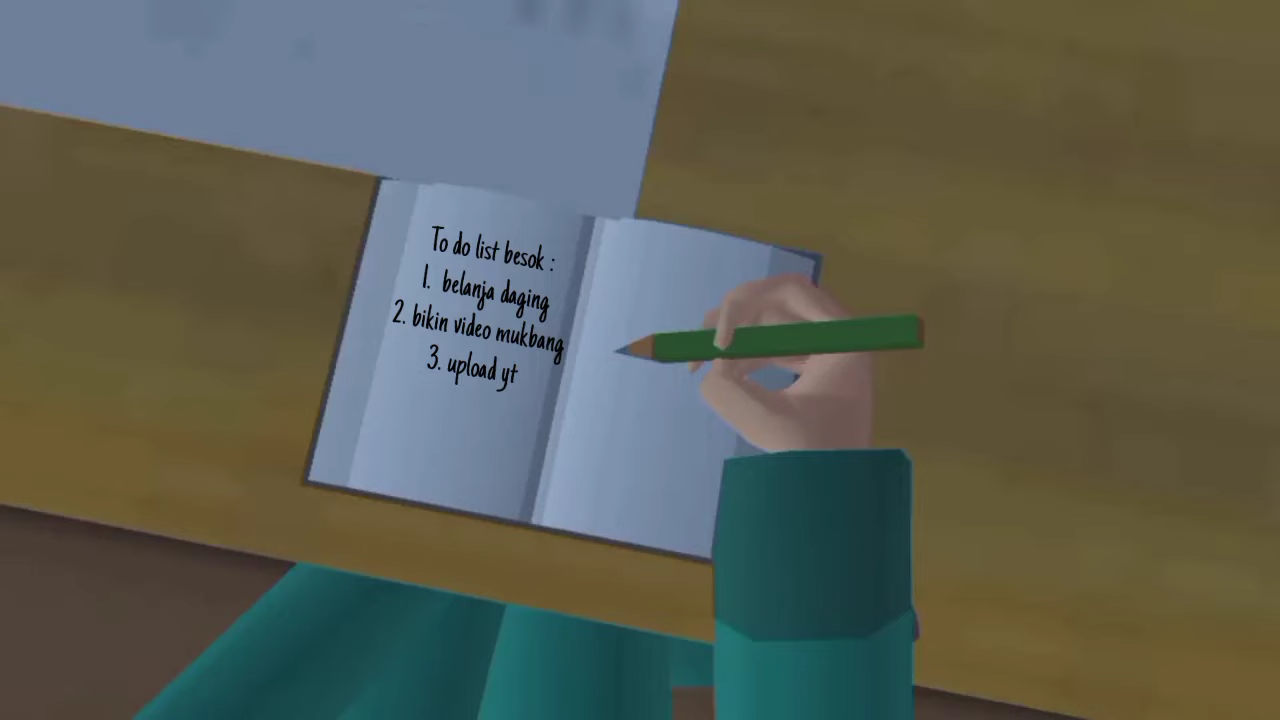 To do list besok :
1. belanja daging
2. bikin video mukbang
3. upload yt